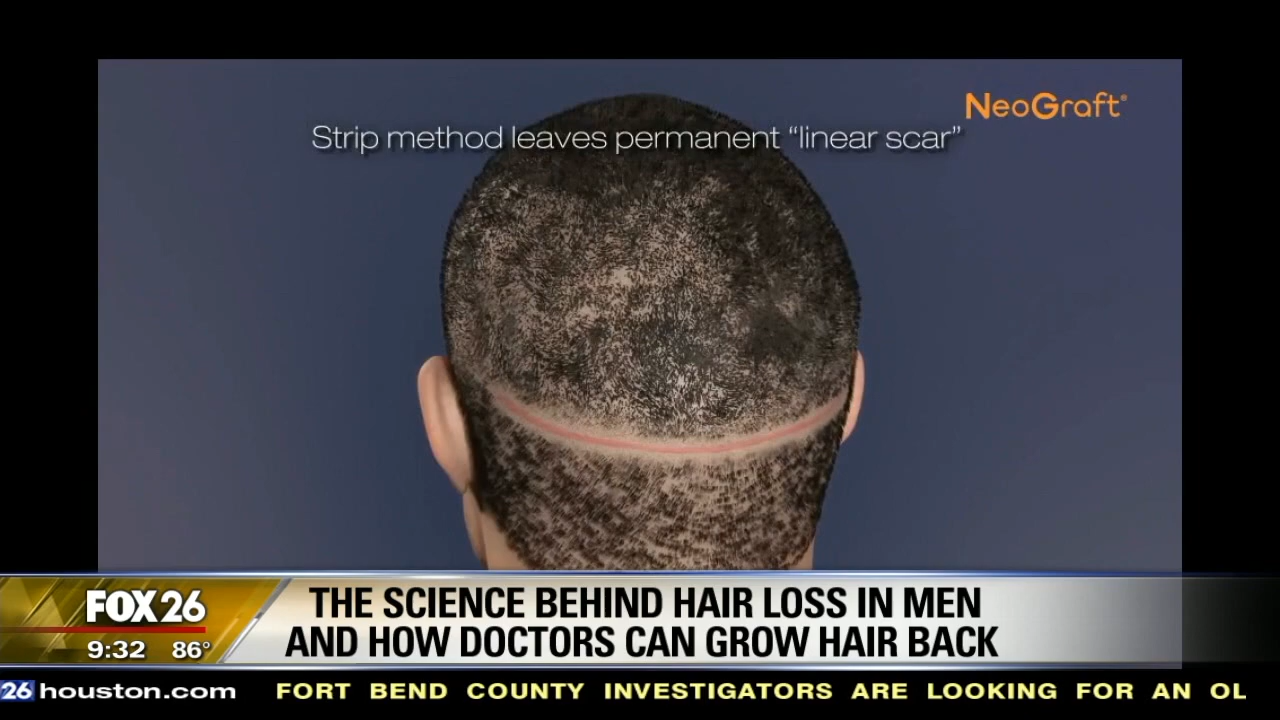 NeoGraft®
Strip method leaves permanent “linear scar”
FOX 26
9:32 86°
THE SCIENCE BEHIND HAIR LOSS IN MEN
AND HOW DOCTORS CAN GROW HAIR BACK
26 houston.com FORT BEND COUNTY INVESTIGATORS ARE LOOKING FOR AN OL